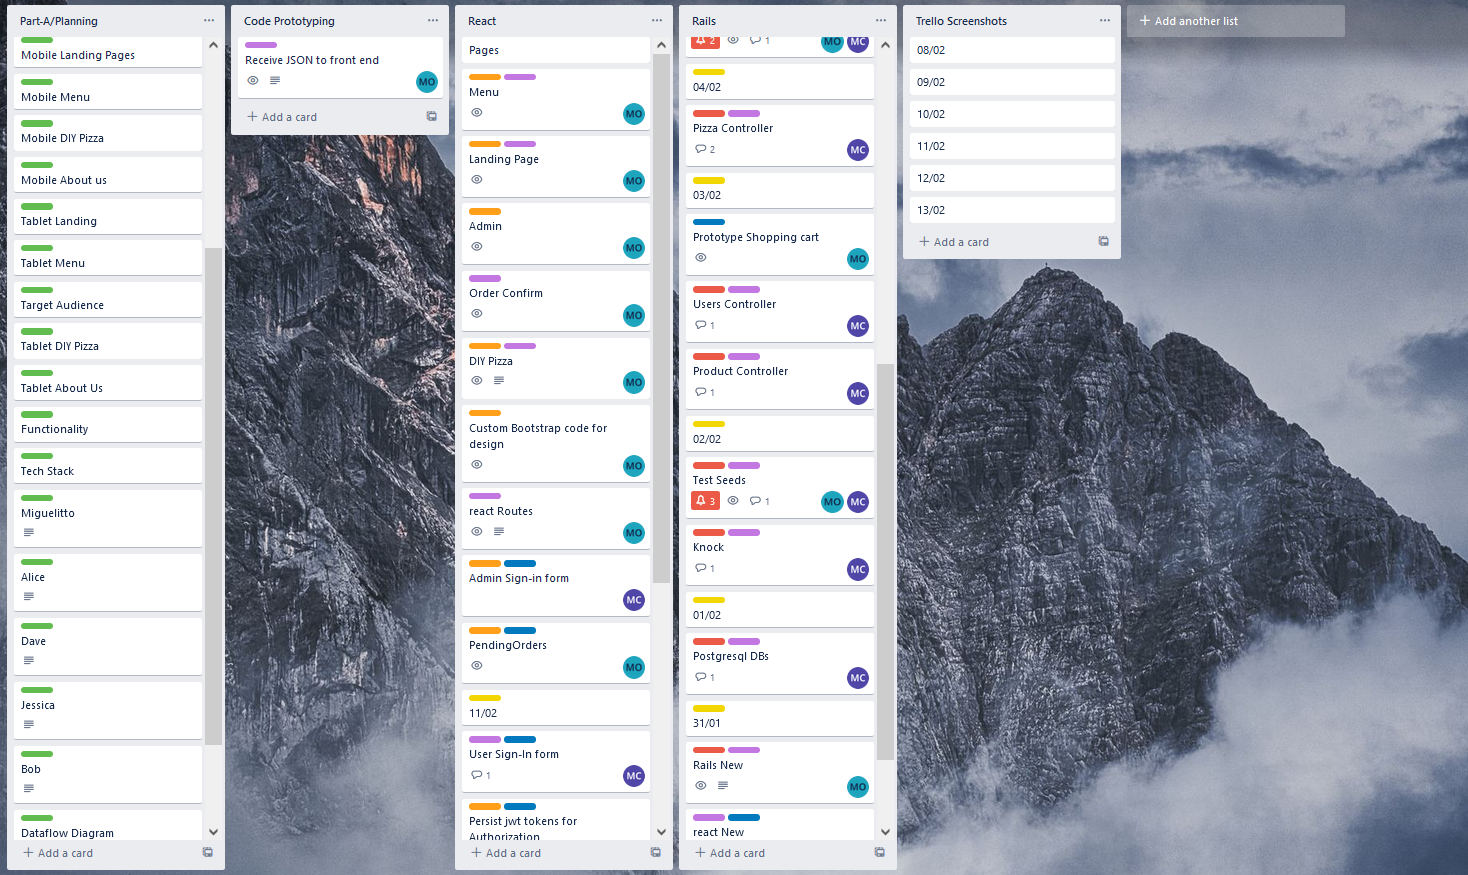 Part-A/Planning
Mobile Landing Pages
Mobile Menu
Mobile DIY Pizza
Mobile About us
Tablet Landing
Tablet Menu
Target Audience
Tablet DIY Pizza
Tablet About Us
Functionality
Tech Stack
Miguelitto
Alice
Dave
Jessica
Bob
Dataflow Diagram
Add a card
Code Prototyping
Receive JSON to front end
MO
Add a card
React
Pages
Menu
MO
Landing Page
MO
Admin
MO
Order Confirm
MO
DIY Pizza
MO
Custom Bootstrap code for
design
MO
react Routes
MO
Admin Sign-in form
MC
PendingOrders
MO
11/02
User Sign-In form
1
MC
Persist jwt tokens for
Authorization
Add a card
Rails
2 1 MO MC
04/02
Pizza Controller
2 MC
03/02
Prototype Shopping cart
MO
Users Controller
1 MC
Product Controller
1 MC
02/02
Test Seeds
3 1 MO MC
Knock
1 MC
01/02
Postgresql DBs
1 MC
31/01
Rails New
MO
react New
Add a card
Trello Screenshots
08/02
09/02
10/02
11/02
12/02
13/02
Add a card
Add another list